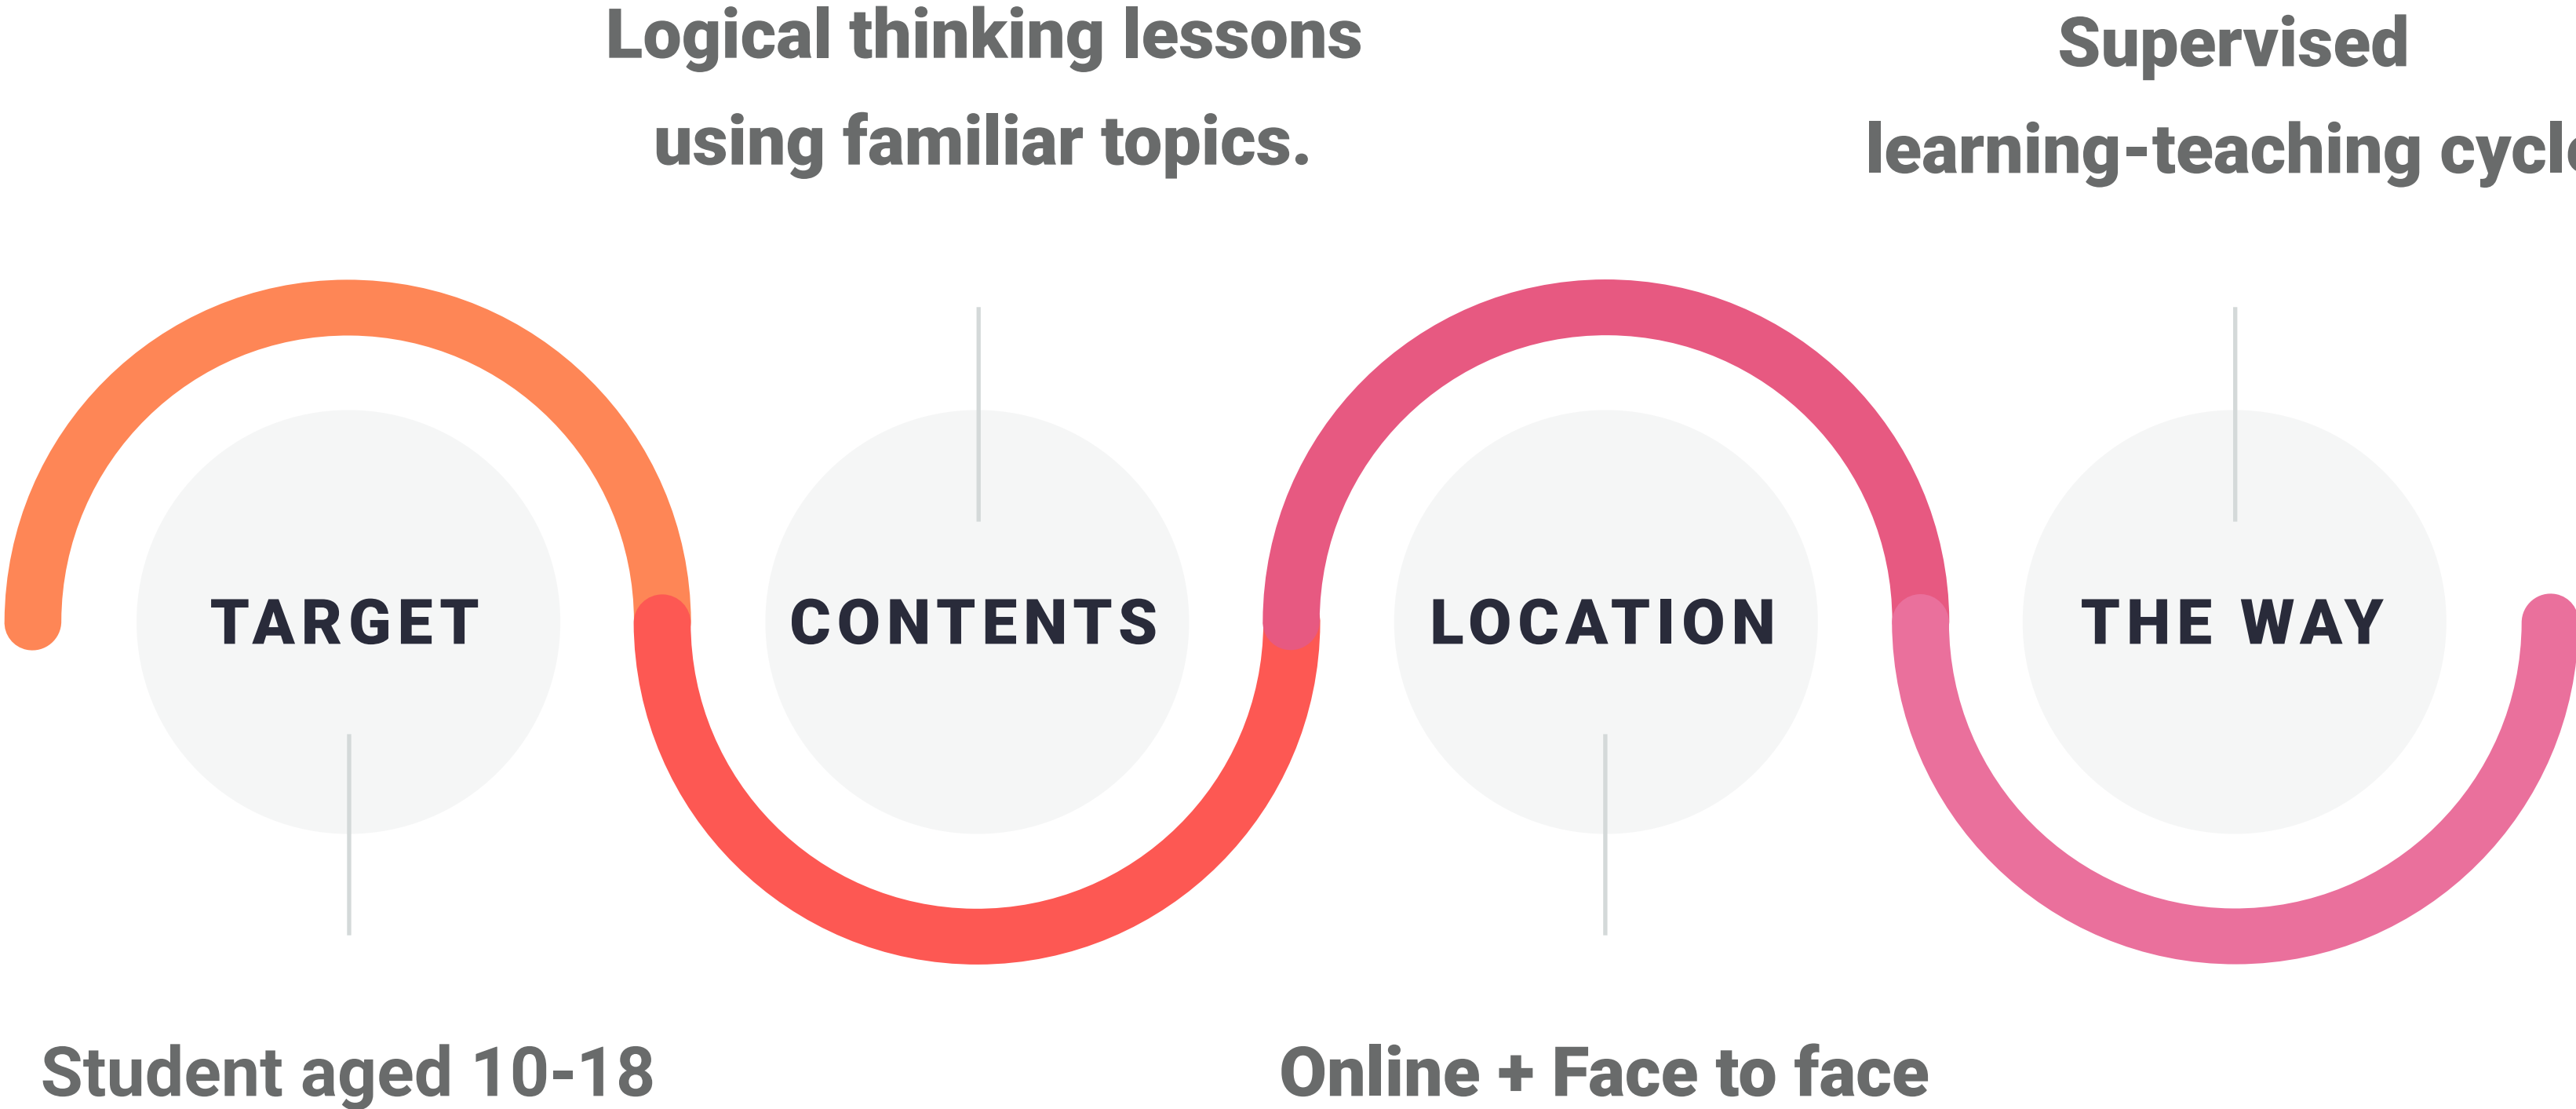 Logical thinking lessons
using familiar topics.
Supervised
learning-teaching cycl
TARGET
CONTENTS
LOCATION
THE WAY
Student aged 10-18
Online + Face to face